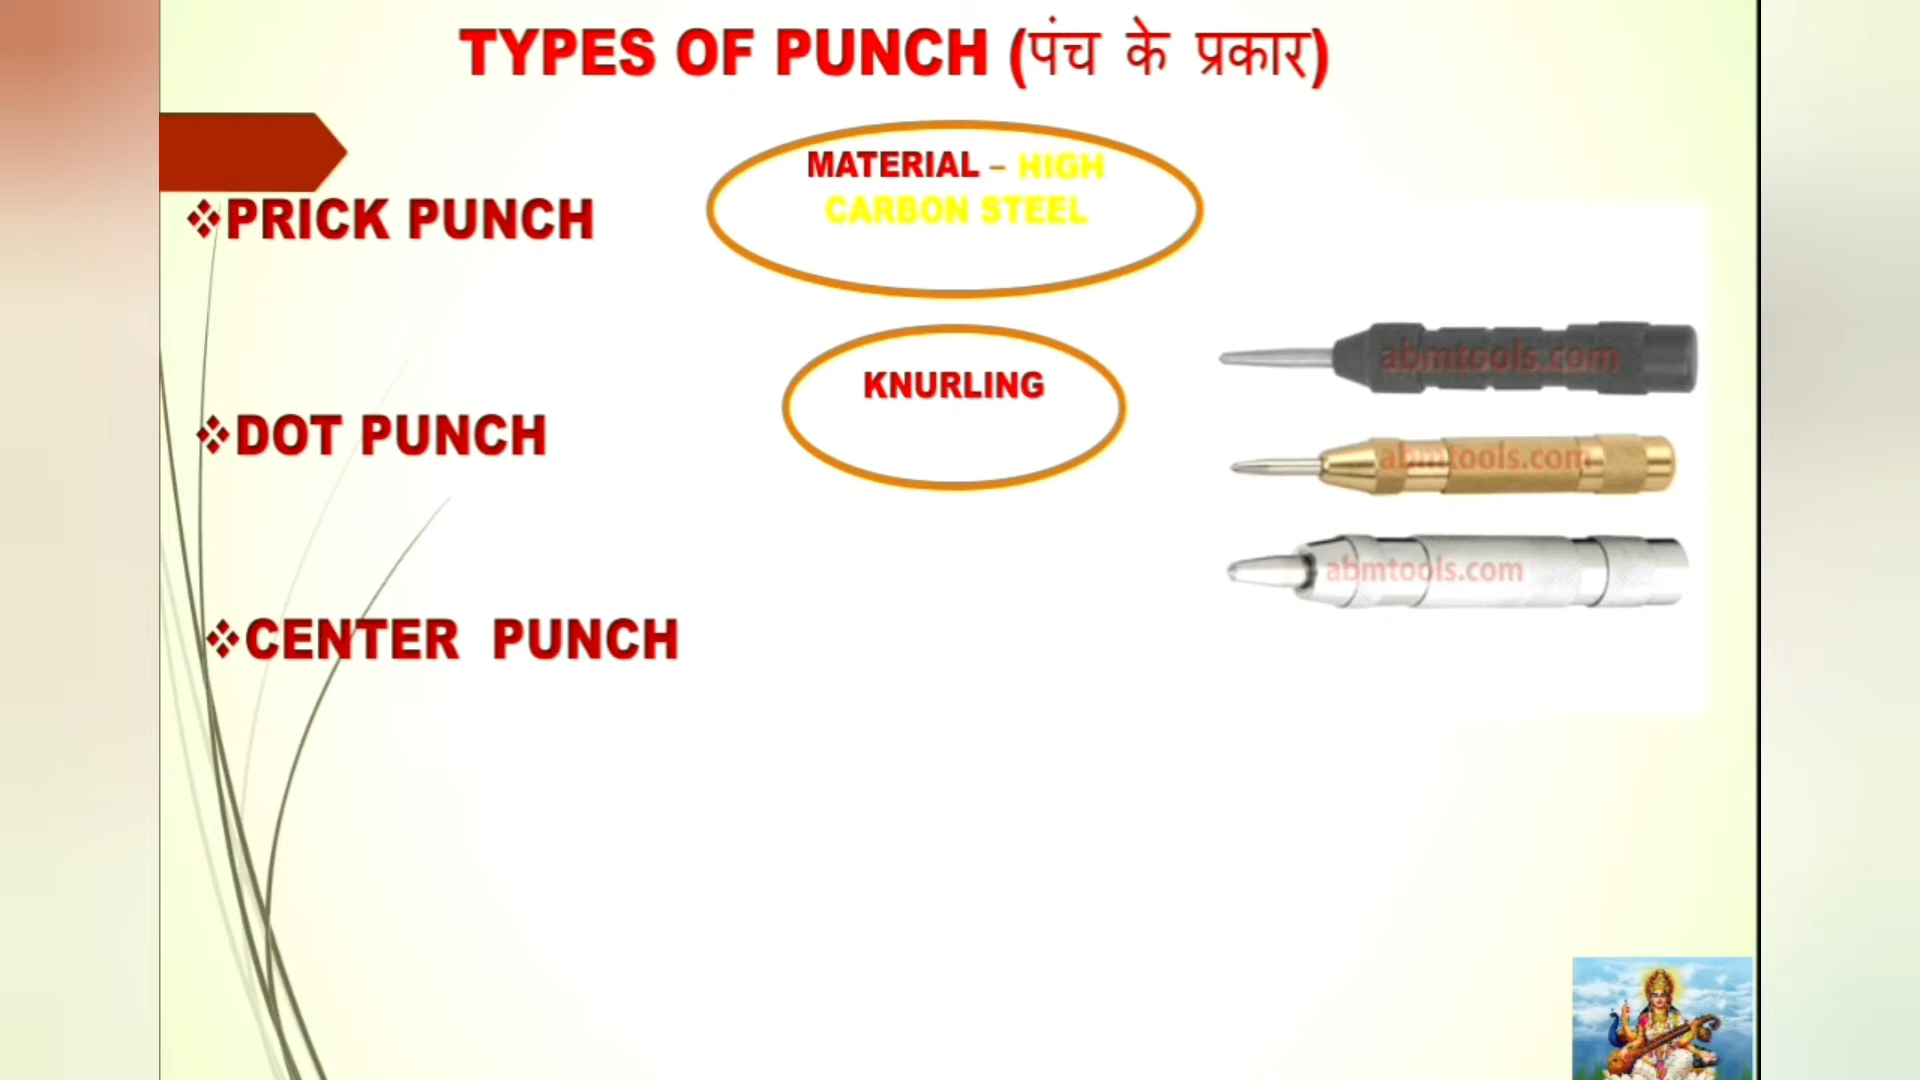 TYPES OF PUNCH (पंच के प्रकार)
MATERIAL – HIGH
CARBON STEEL
❖PRICK PUNCH
KNURLING
❖DOT PUNCH
❖CENTER PUNCH
abmtools.com
abmtools.com
abmtools.com